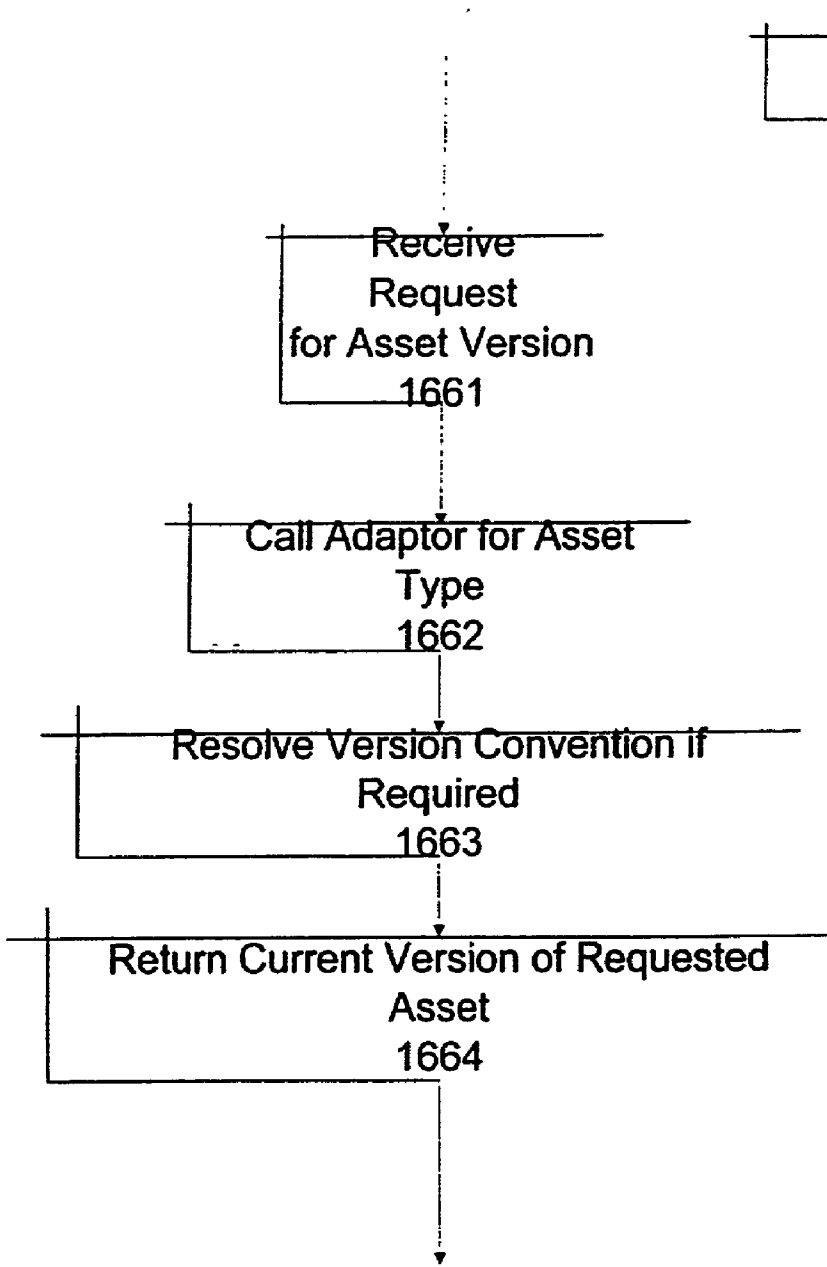 Receive
Request
for Asset Version
1661
Call Adaptor for Asset
Type
1662
Resolve Version Convention if
Required
1663
Return Current Version of Requested
Asset
1664